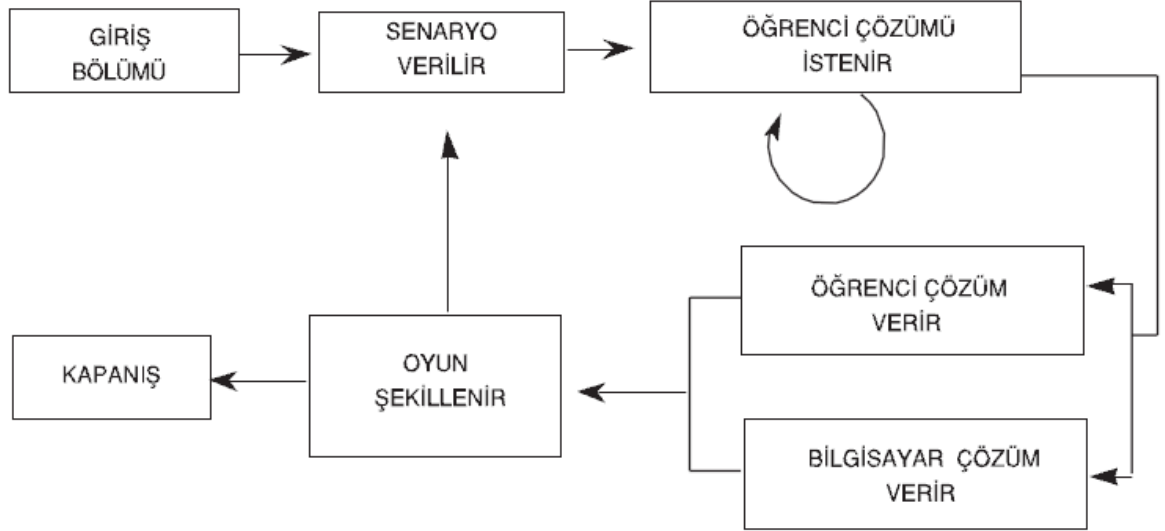 GİRİŞ
BÖLÜMÜ
SENARYO
VERİLİR
ÖĞRENCİ ÇÖZÜMÜ
İSTENİR
ÖĞRENCİ ÇÖZÜM
VERİR
BİLGİSAYAR ÇÖZÜM
VERİR
OYUN
ŞEKİLLENİR
KAPANIŞ